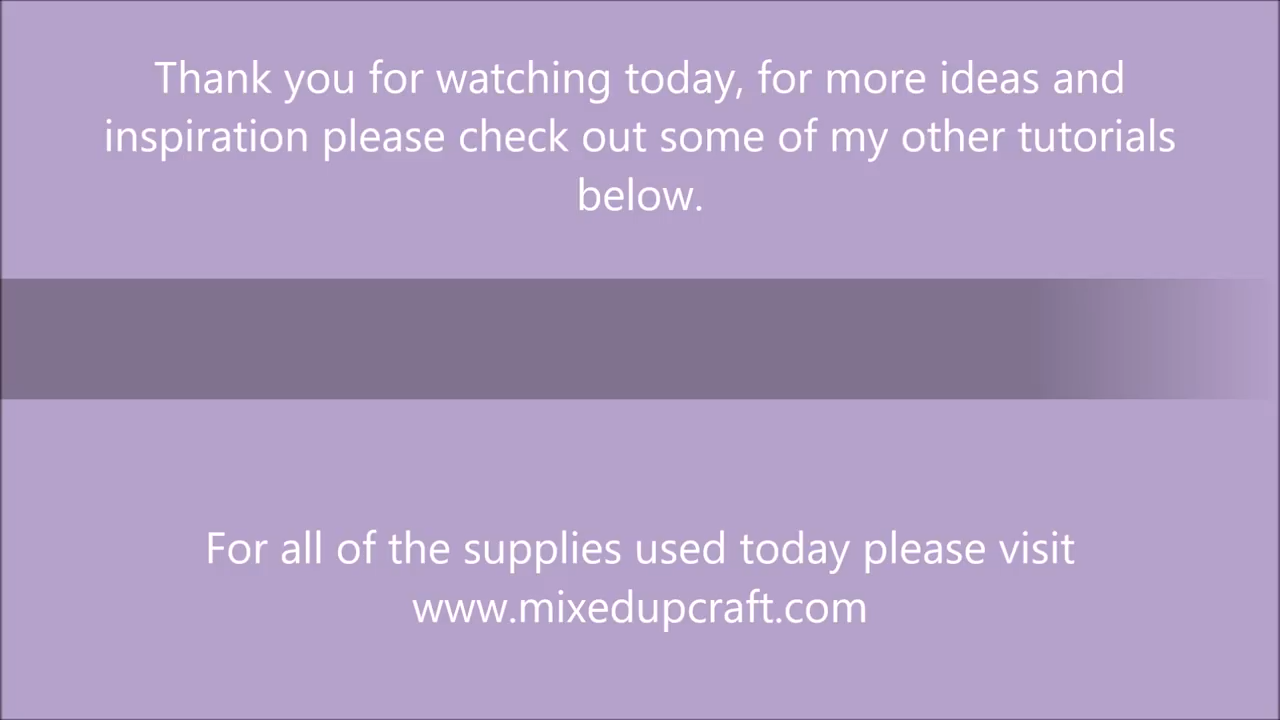 Thank you for watching today, for more ideas and
inspiration please check out some of my other tutorials
below.
For all of the supplies used today please visit
www.mixedupcraft.com